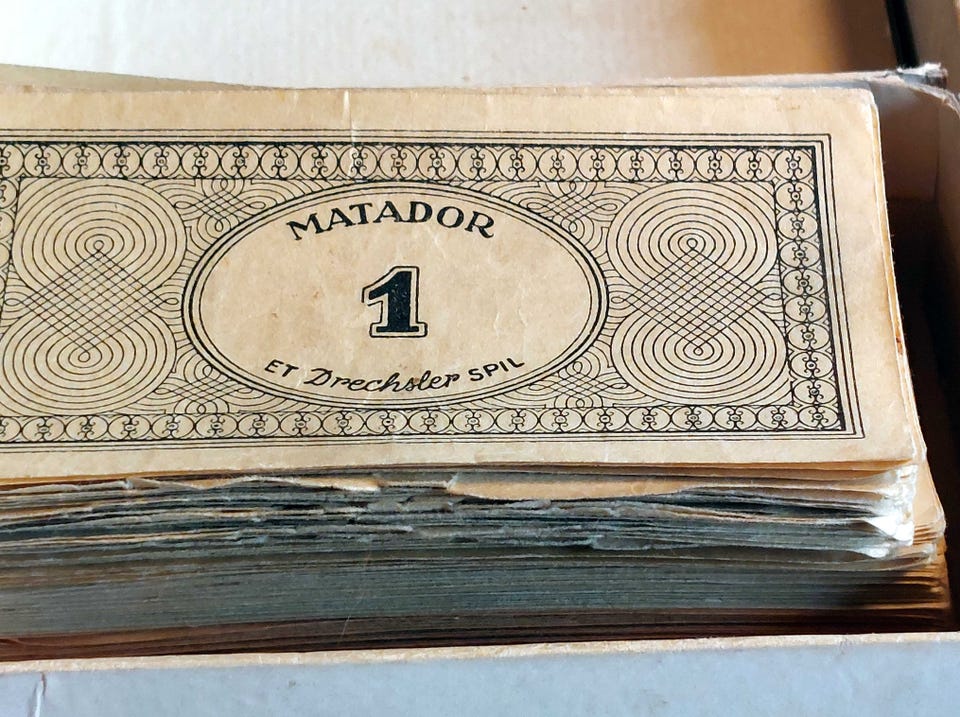 MATADOR
1
ET Drechsler SPIL